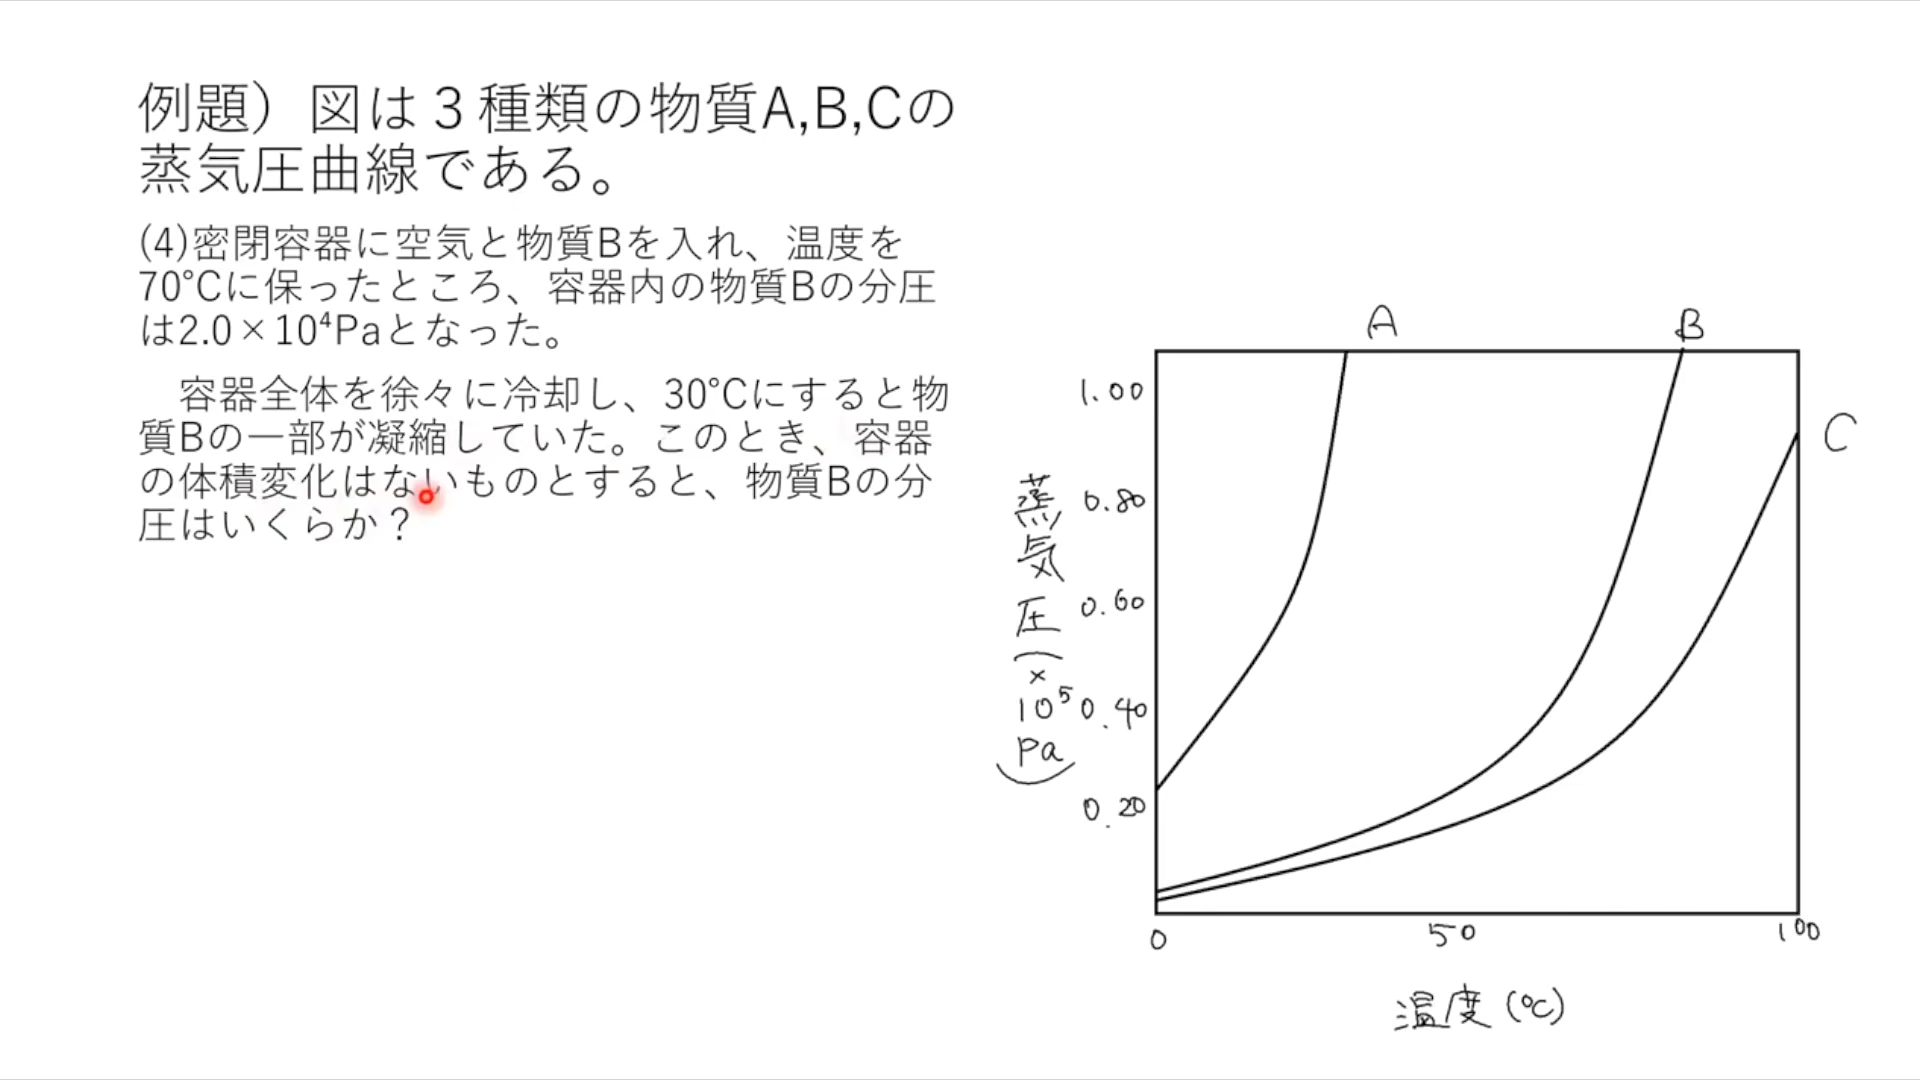 例題）図は３種類の物質A,B,Cの
蒸気圧曲線である。
(4)密閉容器に空気と物質Bを入れ、温度を
70℃に保ったところ、容器内の物質Bの分圧
は2.0×10⁴Paとなった。
容器全体を徐々に冷却し、30℃にすると物
質Bの一部が凝縮していた。このとき、容器
の体積変化はないものとすると、物質Bの分
圧はいくらか？
A
B
C
1.00
0.80
0.60
0.40
0.20
蒸気圧(×10⁵Pa)
0
50
100
温度(℃)